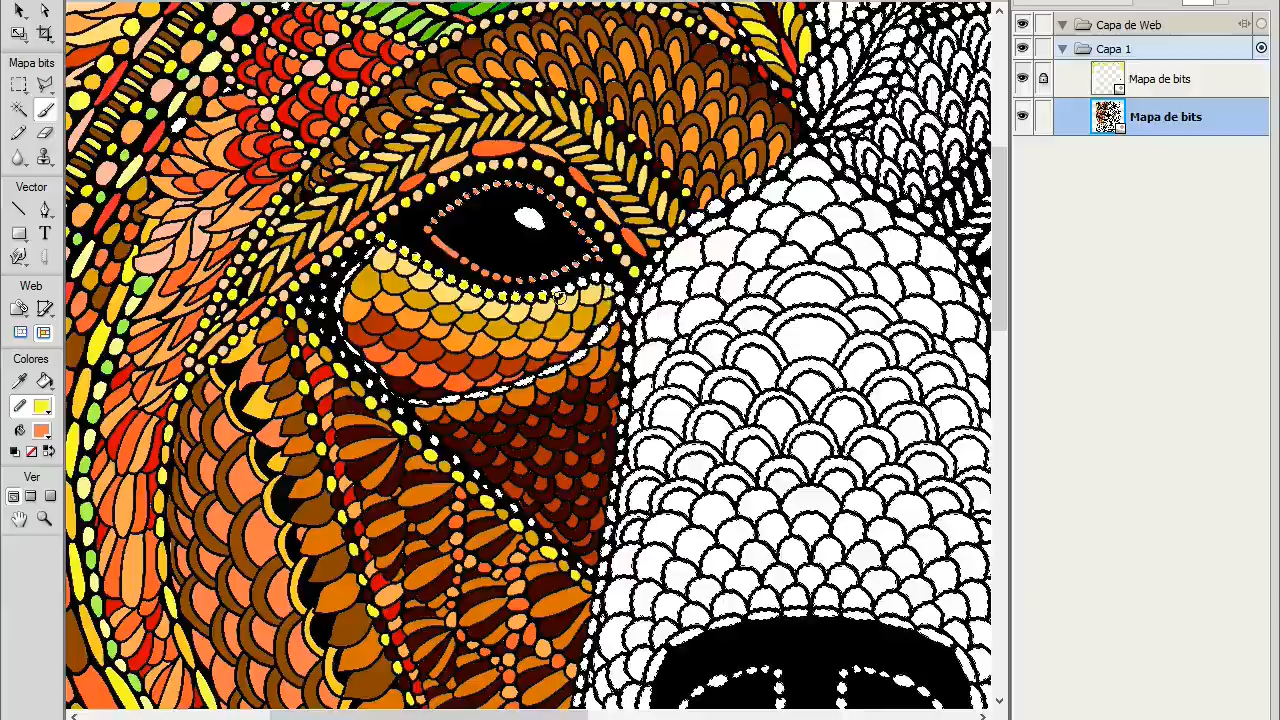 Mapa bits
Vector
T
Web
Colores
Ver
Capa de Web
Capa 1
Mapa de bits
Mapa de bits